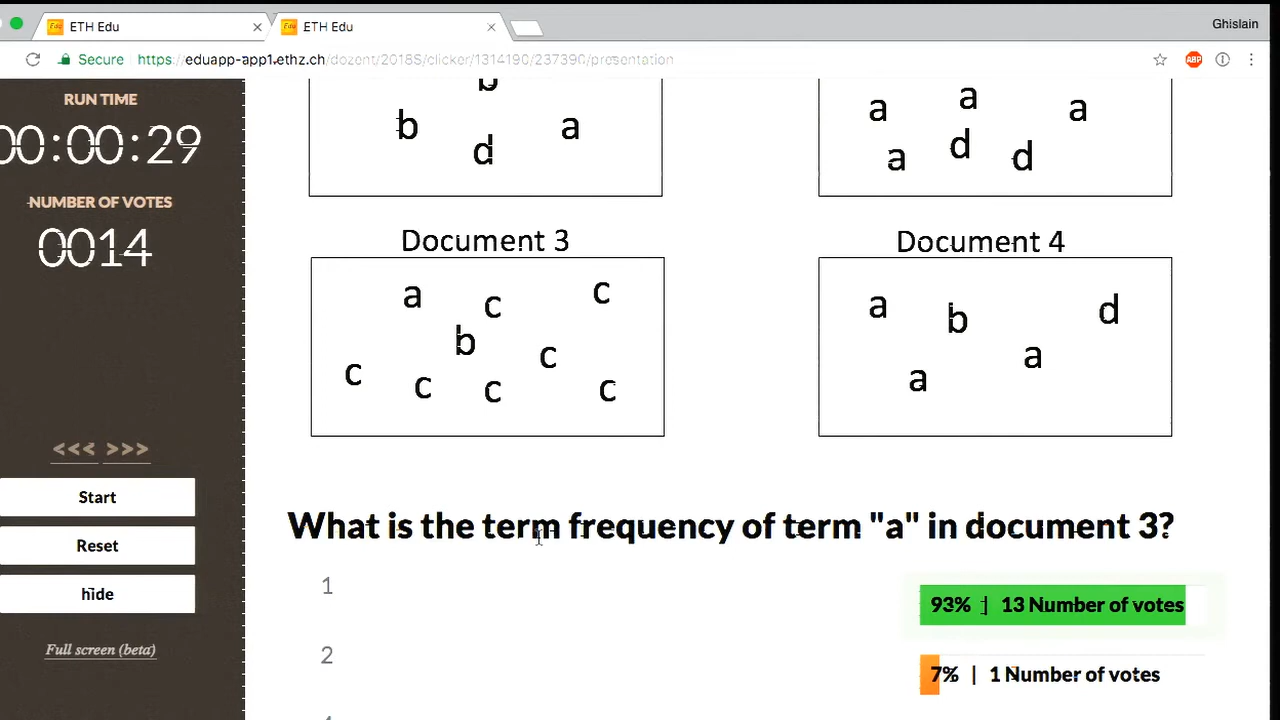 ETH Edu
ETH Edu
Ghislain
Secure
https://eduapp-app1.ethz.ch/dozent/2018S/clicker/1314190/237390/presentation
ABP
RUN TIME
00:00:29
NUMBER OF VOTES
0014
<<< >>>
Start
Reset
hide
Full screen (beta)
b
b
d
a
a
a
a
a
d
d
Document 3
a
c
c
b
c
c
c
c
c
Document 4
a
b
d
a
a
What is the term frequency of term "a" in document 3?
1
93% | 13 Number of votes
2
7% | 1 Number of votes